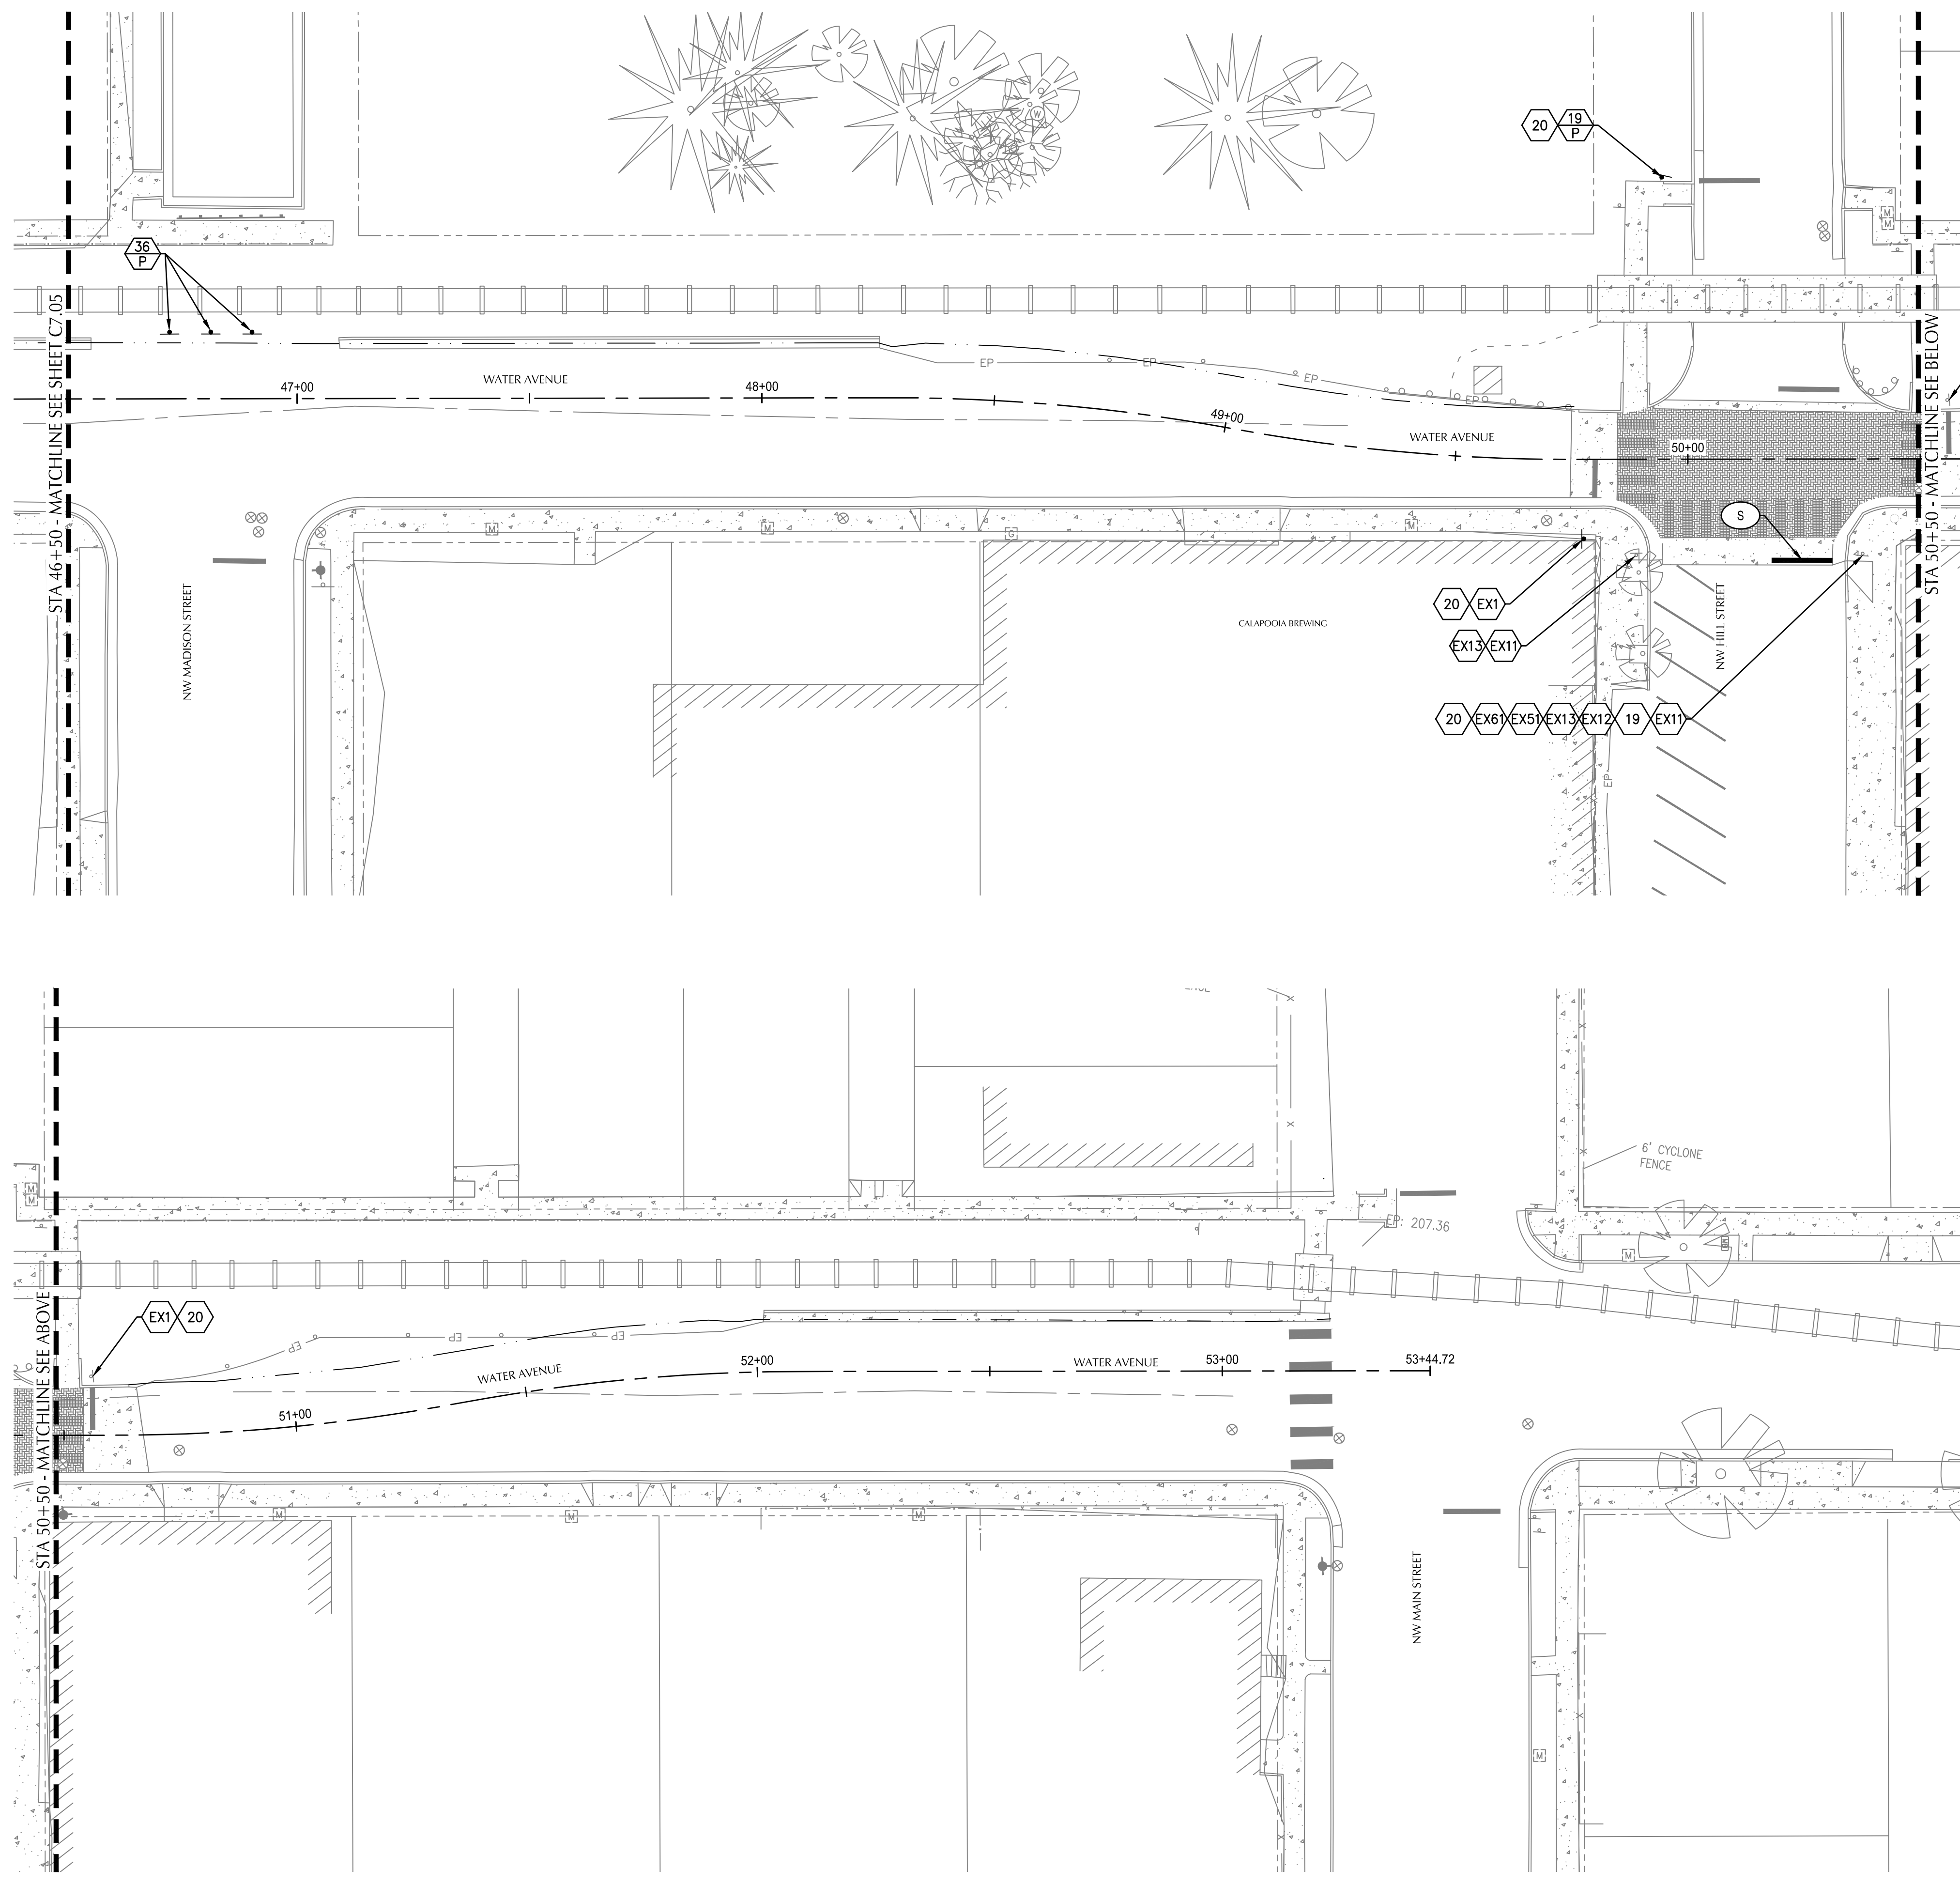 W
20
19
P
M
M
36
P
STA 46+50 - MATCHLINE SEE SHEET C7.05
STA 50+50 - MATCHLINE SEE BELOW
EP
EP
EP
EP
47+00
WATER AVENUE
48+00
49+00
WATER AVENUE
50+00
M
M
G
M
S
20
EX1
CALAPOOIA BREWING
EX13
EX11
NW MADISON STREET
NW HILL STREET
20
EX61
EX51
EX13
EX12
19
EX11
EP
6' CYCLONE
FENCE
M
M
EP: 207.36
M
STA 50+50 - MATCHLINE SEE ABOVE
EX1
20
EP
EP
EP
WATER AVENUE
52+00
WATER AVENUE
53+00
53+44.72
51+00
M
M
M
NW MAIN STREET
M